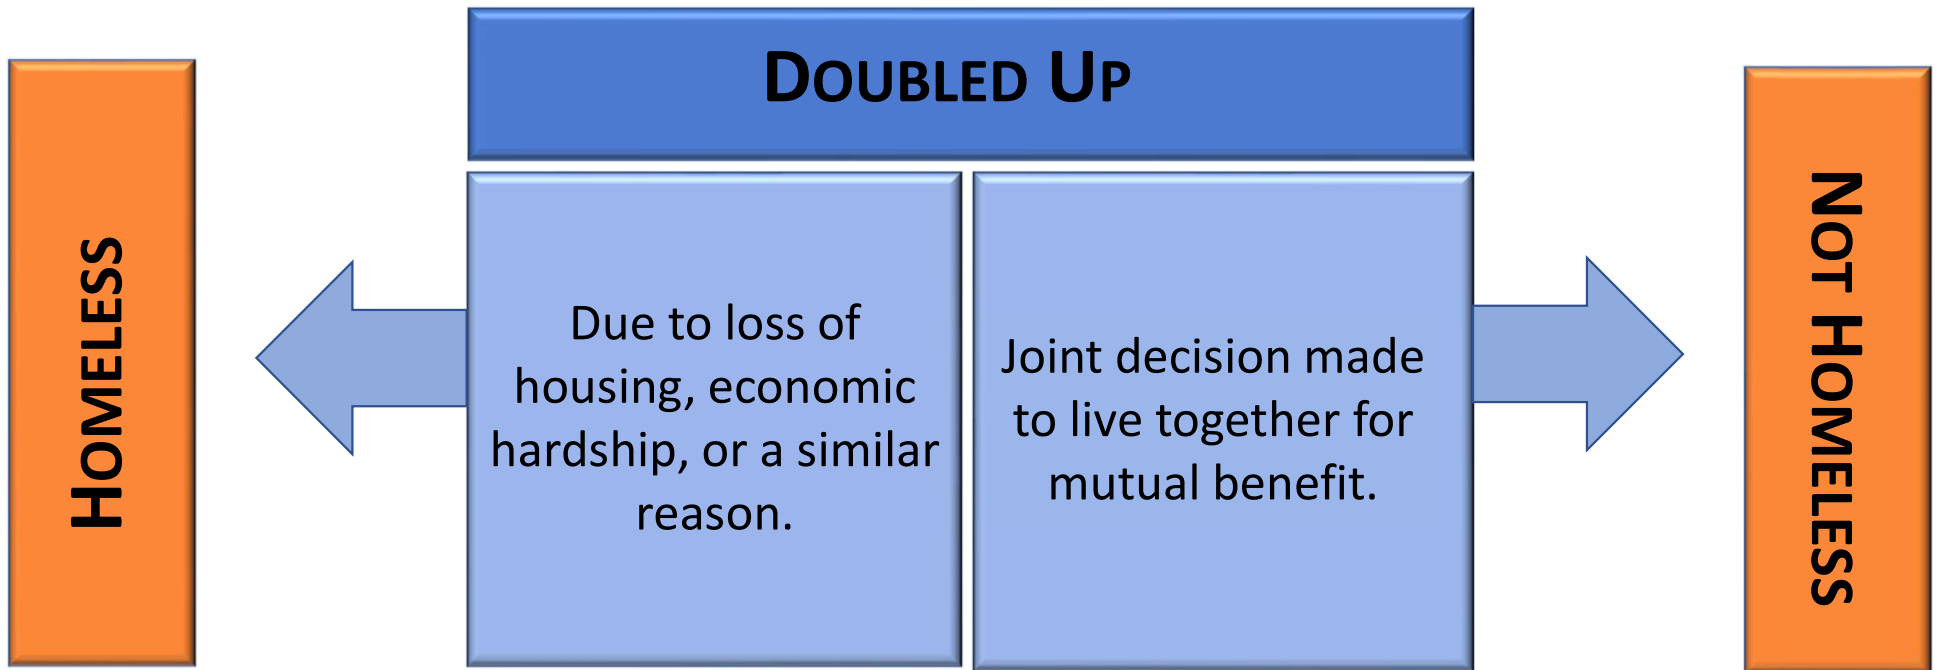 DOUBLED UP
HOMELESS
Due to loss of
housing, economic
hardship, or a similar
reason.
Joint decision made
to live together for
mutual benefit.
NOT HOMELESS